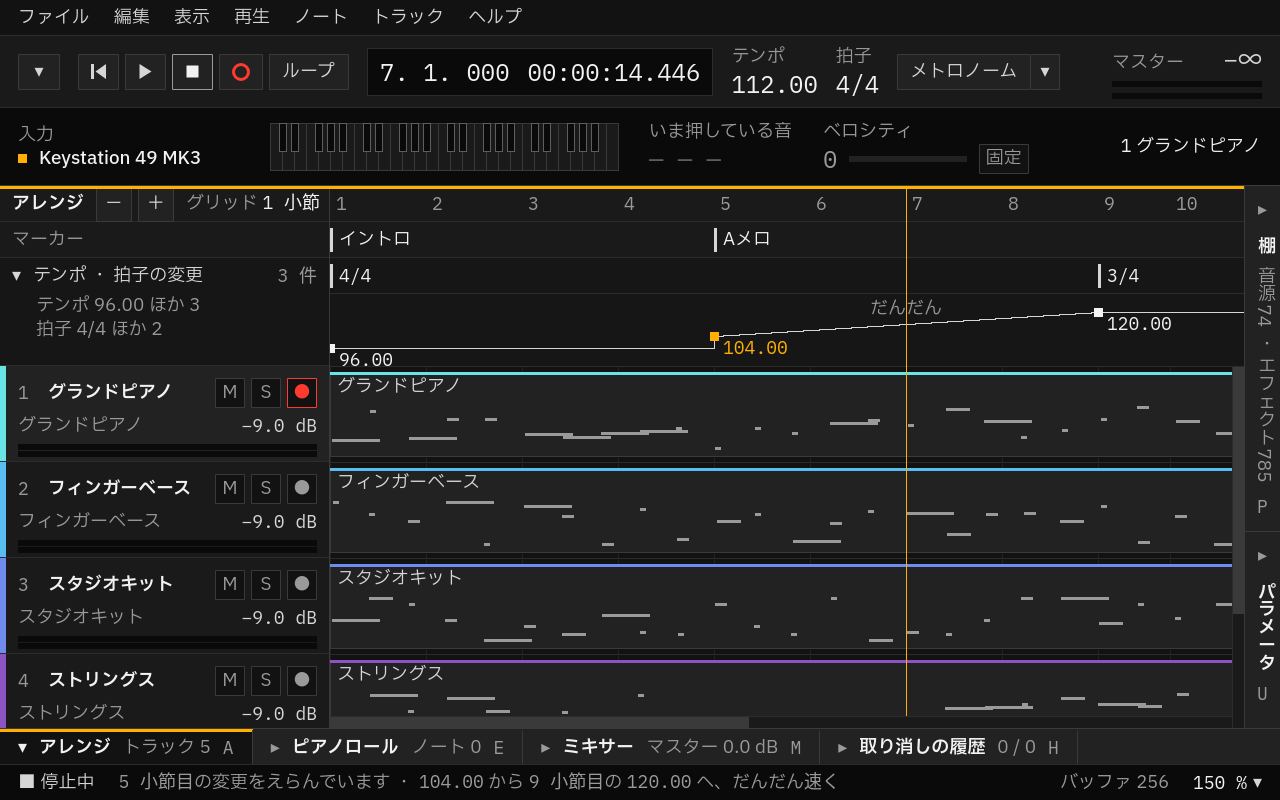 ファイル 編集 表示 再生 ノート トラック ヘルプ
▼ ループ 7. 1. 000 00:00:14.446 テンポ 112.00 拍子 4/4 メトロノーム ▼ マスター −∞
入力 Keystation 49 MK3 いま押している音 — — — ベロシティ 0 固定 1 グランドピアノ
アレンジ − + グリッド 1 小節 1 2 3 4 5 6 7 8 9 10
マーカー イントロ Aメロ
▼ テンポ · 拍子の変更 3 件 4/4 3/4
テンポ 96.00 ほか 3
拍子 4/4 ほか 2
だんだん
96.00 104.00 120.00
1 グランドピアノ M S グランドピアノ
グランドピアノ −9.0 dB
2 フィンガーベース M S フィンガーベース
フィンガーベース −9.0 dB
3 スタジオキット M S スタジオキット
スタジオキット −9.0 dB
4 ストリングス M S ストリングス
ストリングス −9.0 dB
▶ 棚 音源 74 · エフェクト 785 P
▶ パラメータ U
▼ アレンジ トラック 5 A ▶ ピアノロール ノート 0 E ▶ ミキサー マスター 0.0 dB M ▶ 取り消しの履歴 0 / 0 H
停止中 5 小節目の変更をえらんでいます · 104.00 から 9 小節目の 120.00 へ、だんだん速く バッファ 256 150 % ▼